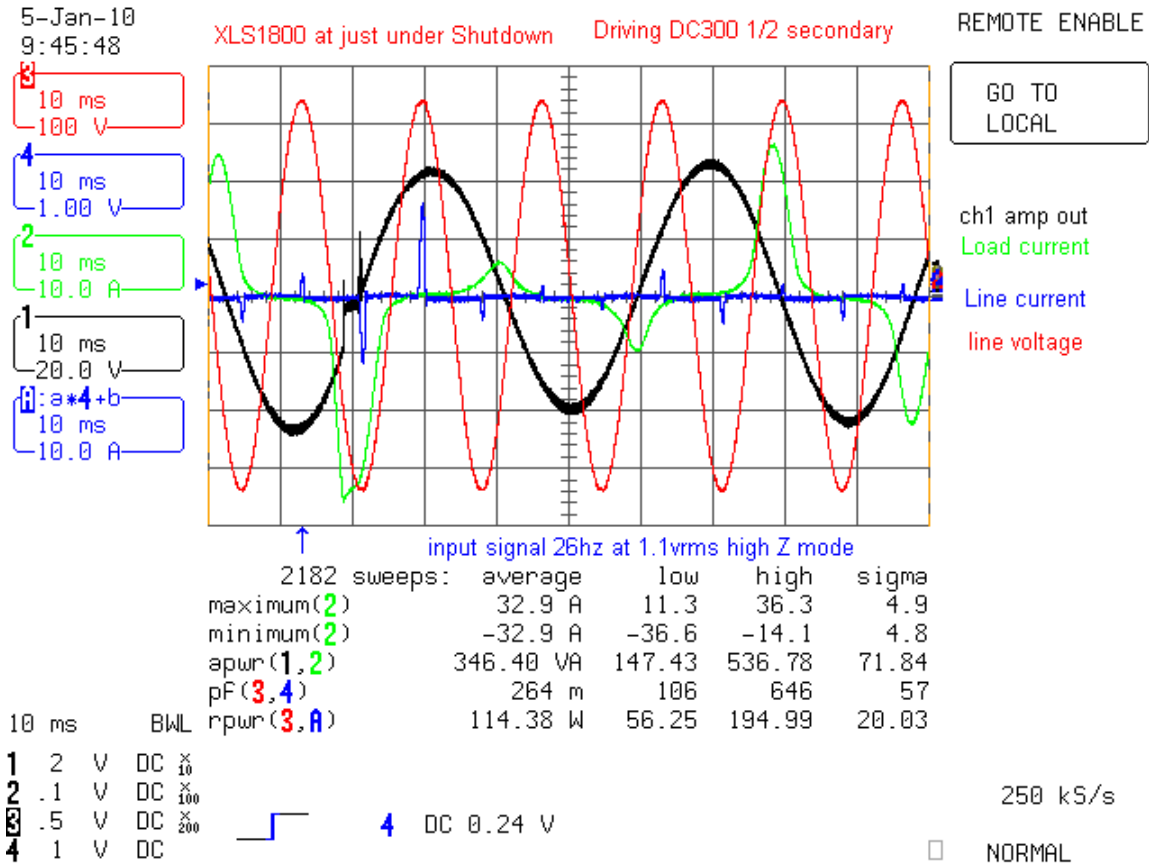 5-Jan-10
9:45:48
XLS1800 at just under Shutdown
Driving DC300 1/2 secondary
REMOTE ENABLE
GO TO
LOCAL
3
10 ms
100 V
4
10 ms
1.00 V
2
10 ms
10.0 A
1
10 ms
20.0 V
A:a*4+b
10 ms
10.0 A
ch1 amp out
Load current
Line current
line voltage
input signal 26hz at 1.1vrms high Z mode
2182 sweeps: average low high sigma
maximum(2) 32.9 A 11.3 36.3 4.9
minimum(2) -32.9 A -36.6 -14.1 4.8
apwr(1,2) 346.40 VA 147.43 536.78 71.84
pf(3,4) 264 m 106 646 57
rpwr(3,A) 114.38 W 56.25 194.99 20.03
10 ms BWL
1 2 V DC x10
2 .1 V DC x100
3 .5 V DC x200
4 1 V DC
4 DC 0.24 V
250 kS/s
NORMAL